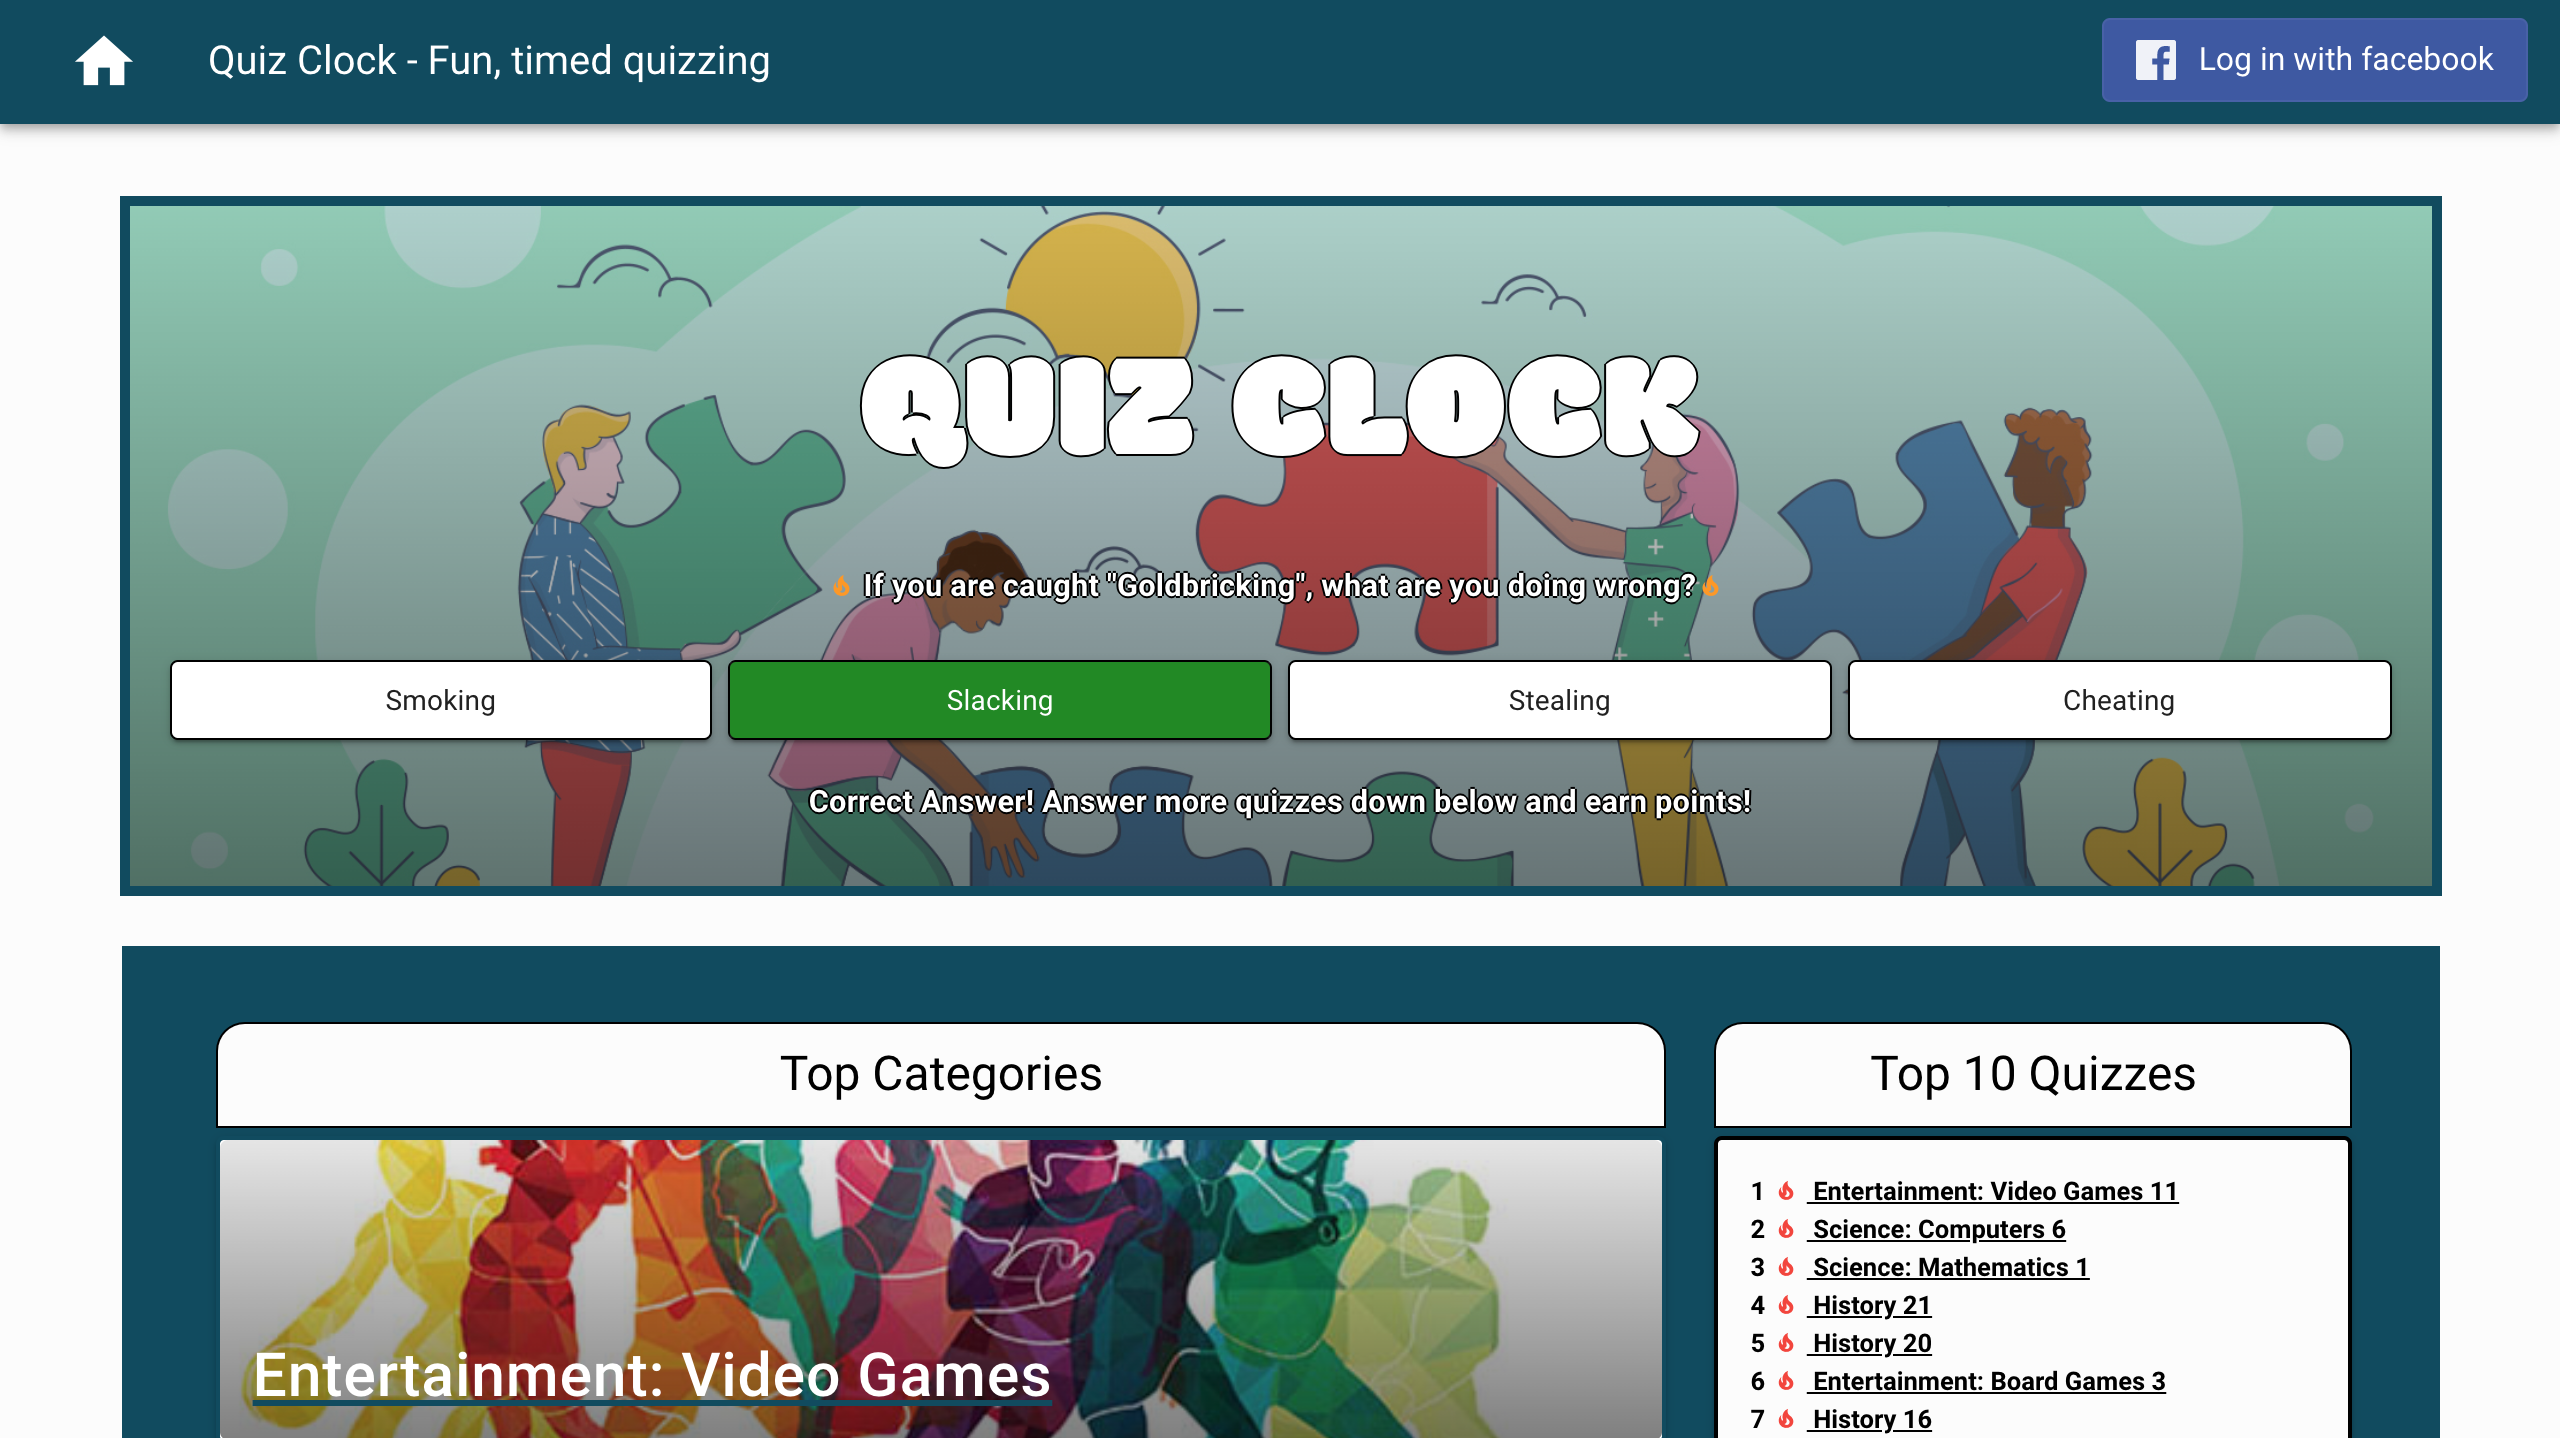 Quiz Clock - Fun, timed quizzing
Log in with facebook
QUIZ CLOCK
If you are caught "Goldbricking", what are you doing wrong?
Smoking
Slacking
Stealing
Cheating
Correct Answer! Answer more quizzes down below and earn points!
Top Categories
Entertainment: Video Games
Top 10 Quizzes
1 Entertainment: Video Games 11
2 Science: Computers 6
3 Science: Mathematics 1
4 History 21
5 History 20
6 Entertainment: Board Games 3
7 History 16